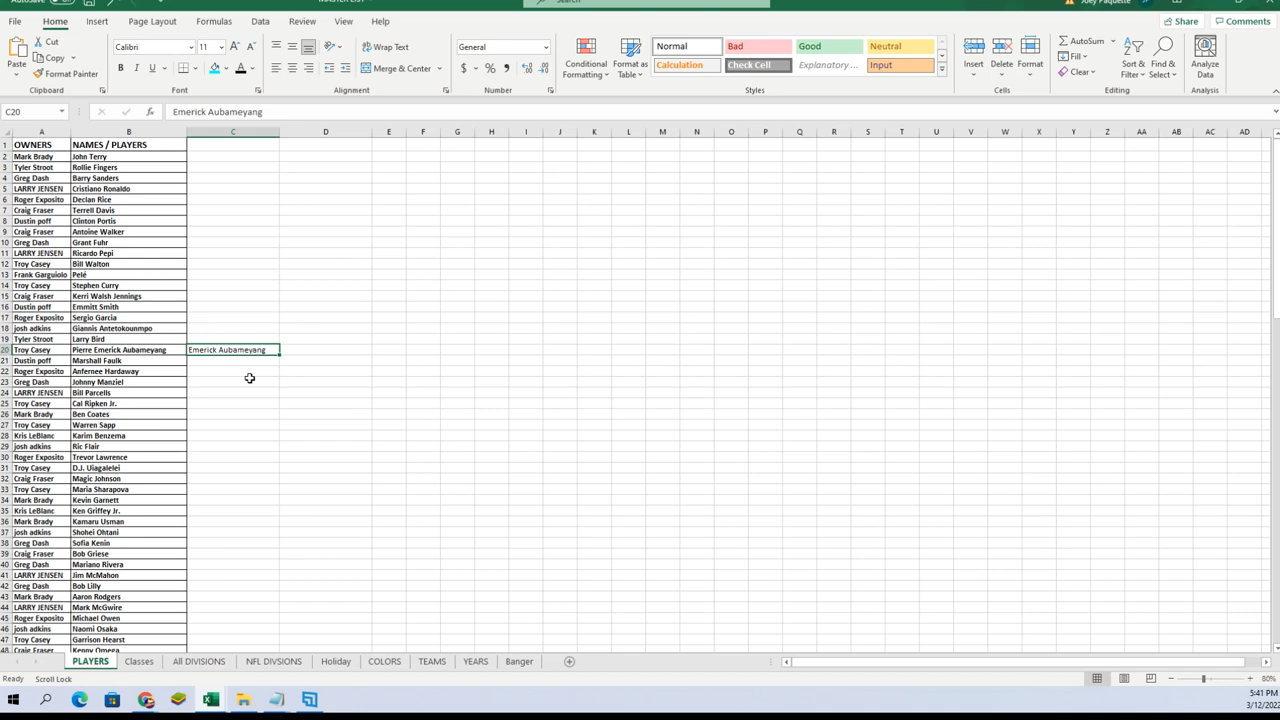 Search
Joey Paquette
File Home Insert Page Layout Formulas Data Review View Help Share Comments
Cut
Copy
Format Painter
Paste
Calibri 11
B I U
General
Wrap Text
Merge & Center
Conditional Formatting
Format as Table
Normal Bad Good Neutral
Calculation Check Cell Explanatory ... Input
Insert Delete Format
AutoSum
Fill
Clear
Sort & Filter
Find & Select
Analyze Data
Clipboard Font Alignment Number Styles Cells Editing Analysis
C20 fx Emerick Aubameyang
A B C D E F G H I J K L M N O P Q R S T U V W X Y Z AA AB AC AD
1 OWNERS NAMES / PLAYERS
2 Mark Brady John Terry
3 Tyler Stroot Rollie Fingers
4 Greg Dash Barry Sanders
5 LARRY JENSEN Cristiano Ronaldo
6 Roger Exposito Declan Rice
7 Craig Fraser Terrell Davis
8 Dustin poff Clinton Portis
9 Craig Fraser Antoine Walker
10 Greg Dash Grant Fuhr
11 LARRY JENSEN Ricardo Pepi
12 Troy Casey Bill Walton
13 Frank Garguiolo Pelé
14 Troy Casey Stephen Curry
15 Craig Fraser Kerri Walsh Jennings
16 Dustin poff Emmitt Smith
17 Roger Exposito Sergio Garcia
18 josh adkins Giannis Antetokounmpo
19 Tyler Stroot Larry Bird
20 Troy Casey Pierre Emerick Aubameyang Emerick Aubameyang
21 Dustin poff Marshall Faulk
22 Roger Exposito Anfernee Hardaway
23 Greg Dash Johnny Manziel
24 LARRY JENSEN Bill Parcells
25 Troy Casey Cal Ripken Jr.
26 Mark Brady Ben Coates
27 Troy Casey Warren Sapp
28 Kris LeBlanc Karim Benzema
29 josh adkins Ric Flair
30 Roger Exposito Trevor Lawrence
31 Troy Casey D.J. Uiagalelei
32 Craig Fraser Magic Johnson
33 Troy Casey Maria Sharapova
34 Mark Brady Kevin Garnett
35 Kris LeBlanc Ken Griffey Jr.
36 Mark Brady Kamaru Usman
37 josh adkins Shohei Ohtani
38 Greg Dash Sofia Kenin
39 Craig Fraser Bob Griese
40 Greg Dash Mariano Rivera
41 LARRY JENSEN Jim McMahon
42 Greg Dash Bob Lilly
43 Mark Brady Aaron Rodgers
44 LARRY JENSEN Mark McGwire
45 Roger Exposito Michael Owen
46 josh adkins Naomi Osaka
47 Troy Casey Garrison Hearst
48 Craig Fraser Kenny Omega
PLAYERS Classes All DIVISIONS NFL DIVSIONS Holiday COLORS TEAMS YEARS Banger
Ready Scroll Lock 80%
5:41 PM
3/12/202